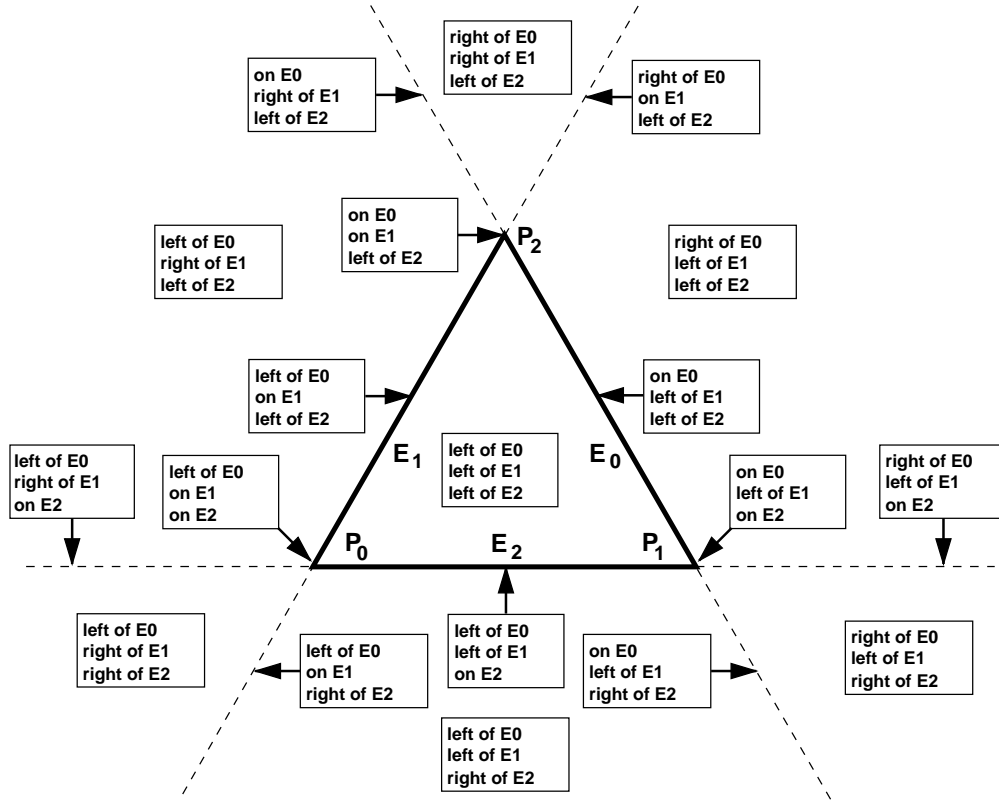 right of E0
right of E1
left of E2
on E0
right of E1
left of E2
right of E0
on E1
left of E2
on E0
on E1
left of E2
P2
left of E0
right of E1
left of E2
right of E0
left of E1
left of E2
left of E0
on E1
left of E2
on E0
left of E1
left of E2
E1
E0
left of E0
left of E1
left of E2
left of E0
right of E1
on E2
left of E0
on E1
on E2
on E0
left of E1
on E2
right of E0
left of E1
on E2
P0
E2
P1
left of E0
right of E1
right of E2
left of E0
on E1
right of E2
left of E0
left of E1
on E2
on E0
left of E1
right of E2
right of E0
left of E1
right of E2
left of E0
left of E1
right of E2